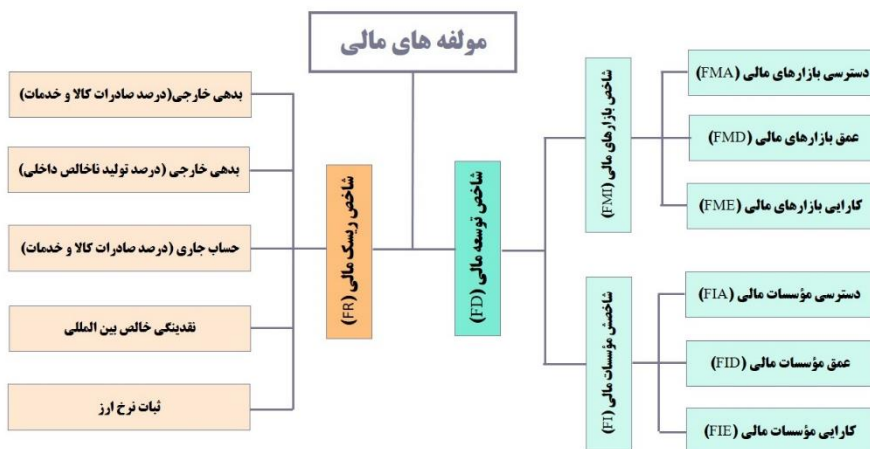 مولفه های مالی
دسترسی بازارهای مالی (FMA)
عمق بازارهای مالی (FMD)
کارایی بازارهای مالی (FME)
شاخص بازارهای مالی (FMI)
دسترسی مؤسسات مالی (FIA)
عمق مؤسسات مالی (FID)
کارایی مؤسسات مالی (FIE)
شاخصش مؤسسات مالی (FI)
شاخص توسعه مالی (FD)
شاخص ریسک مالی (FR)
بدهی خارجی(درصد صادرات کالا و خدمات)
بدهی خارجی (درصد تولید ناخالص داخلی)
حساب جاری (درصد صادرات کالا و خدمات)
نقدینگی خالص بین المللی
ثبات نرخ ارز